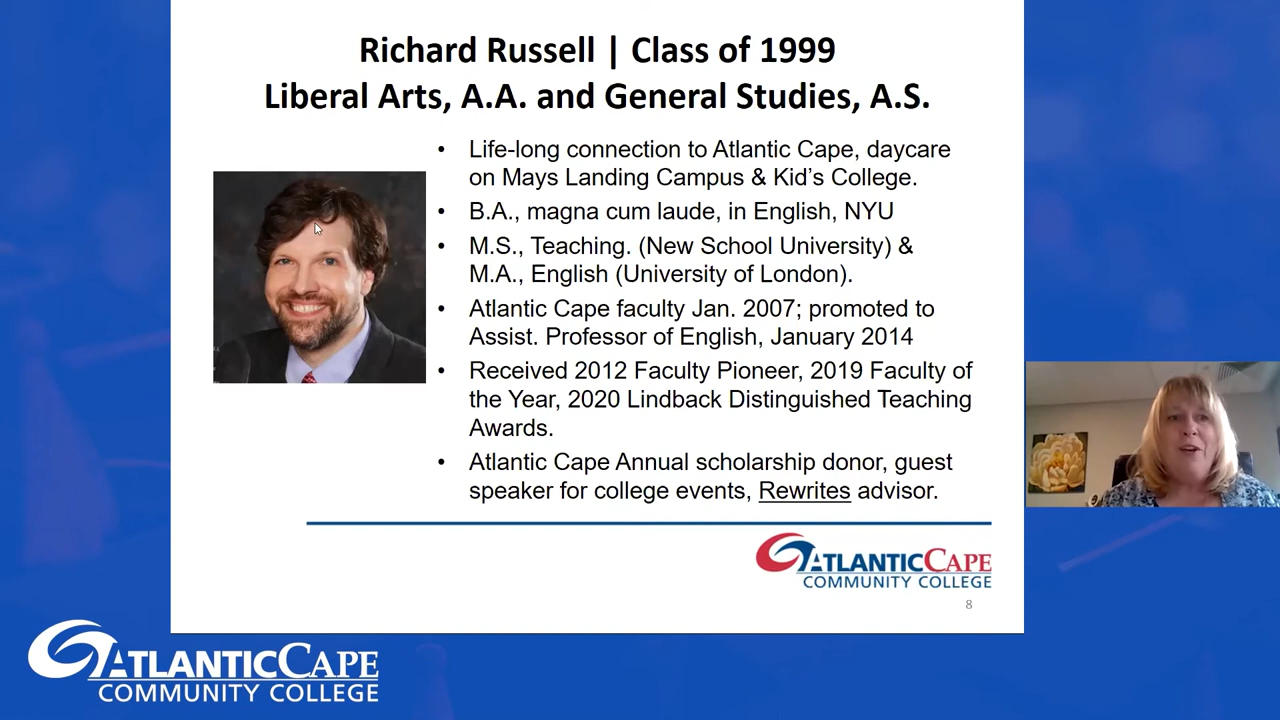 Richard Russell | Class of 1999
Liberal Arts, A.A. and General Studies, A.S.
• Life-long connection to Atlantic Cape, daycare
on Mays Landing Campus & Kid's College.
• B.A., magna cum laude, in English, NYU
• M.S., Teaching. (New School University) &
M.A., English (University of London).
• Atlantic Cape faculty Jan. 2007; promoted to
Assist. Professor of English, January 2014
• Received 2012 Faculty Pioneer, 2019 Faculty of
the Year, 2020 Lindback Distinguished Teaching
Awards.
• Atlantic Cape Annual scholarship donor, guest
speaker for college events, Rewrites advisor.
ATLANTICCAPE
COMMUNITY COLLEGE
8
ATLANTICCAPE
COMMUNITY COLLEGE